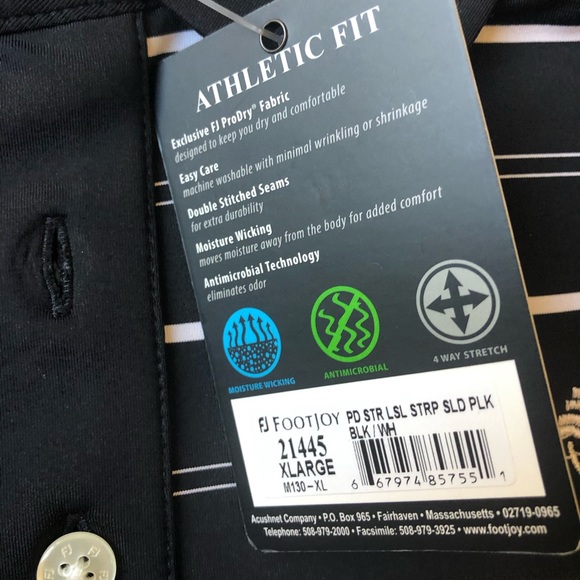 ATHLETIC FIT
Exclusive FJ ProDry® Fabric
designed to keep you dry and comfortable
Easy Care
machine washable with minimal wrinkling or shrinkage
Double Stitched Seams
for extra durability
Moisture Wicking
moves moisture away from the body for added comfort
Antimicrobial Technology
eliminates odor
MOISTURE WICKING
ANTIMICROBIAL
4 WAY STRETCH
FJ FOOTJOY
PD STR LSL STRP SLD PLK
BLK / WH
21445
XLARGE
M130-XL
6 67974 85755 1
Acushnet Company • P.O. Box 965 • Fairhaven • Massachusetts • 02719-0965
Telephone: 508-979-2000 • Facsimile: 508-979-3925 • www.footjoy.com
FJ